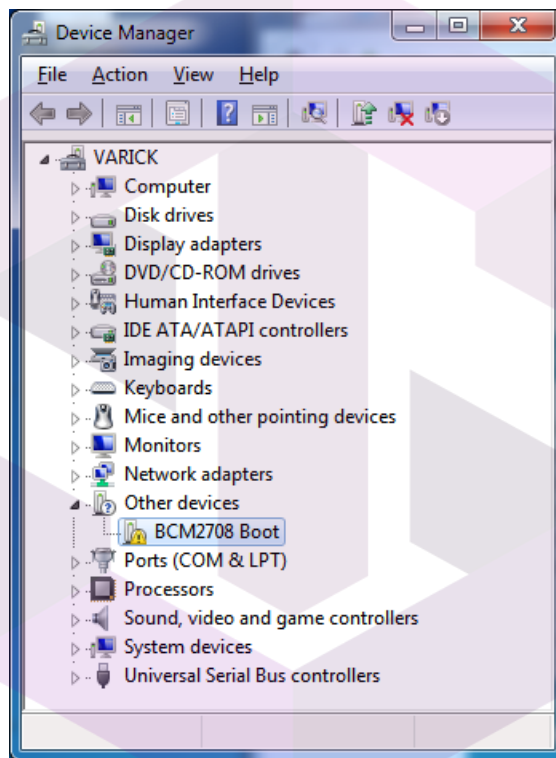 Device Manager
File Action View Help
VARICK
Computer
Disk drives
Display adapters
DVD/CD-ROM drives
Human Interface Devices
IDE ATA/ATAPI controllers
Imaging devices
Keyboards
Mice and other pointing devices
Monitors
Network adapters
Other devices
BCM2708 Boot
Ports (COM & LPT)
Processors
Sound, video and game controllers
System devices
Universal Serial Bus controllers